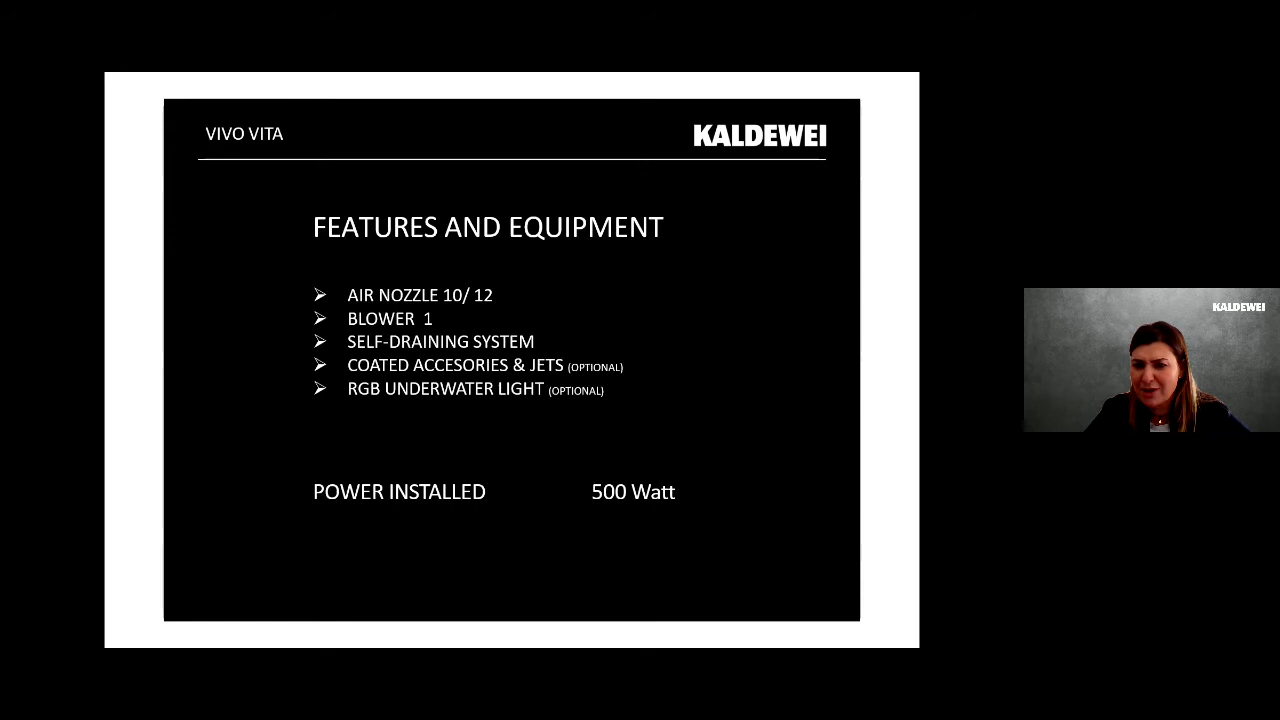 VIVO VITA
KALDEWEI
FEATURES AND EQUIPMENT
➢ AIR NOZZLE 10/ 12
➢ BLOWER  1
➢ SELF-DRAINING SYSTEM
➢ COATED ACCESORIES & JETS (OPTIONAL)
➢ RGB UNDERWATER LIGHT (OPTIONAL)
POWER INSTALLED 500 Watt
KALDEWEI